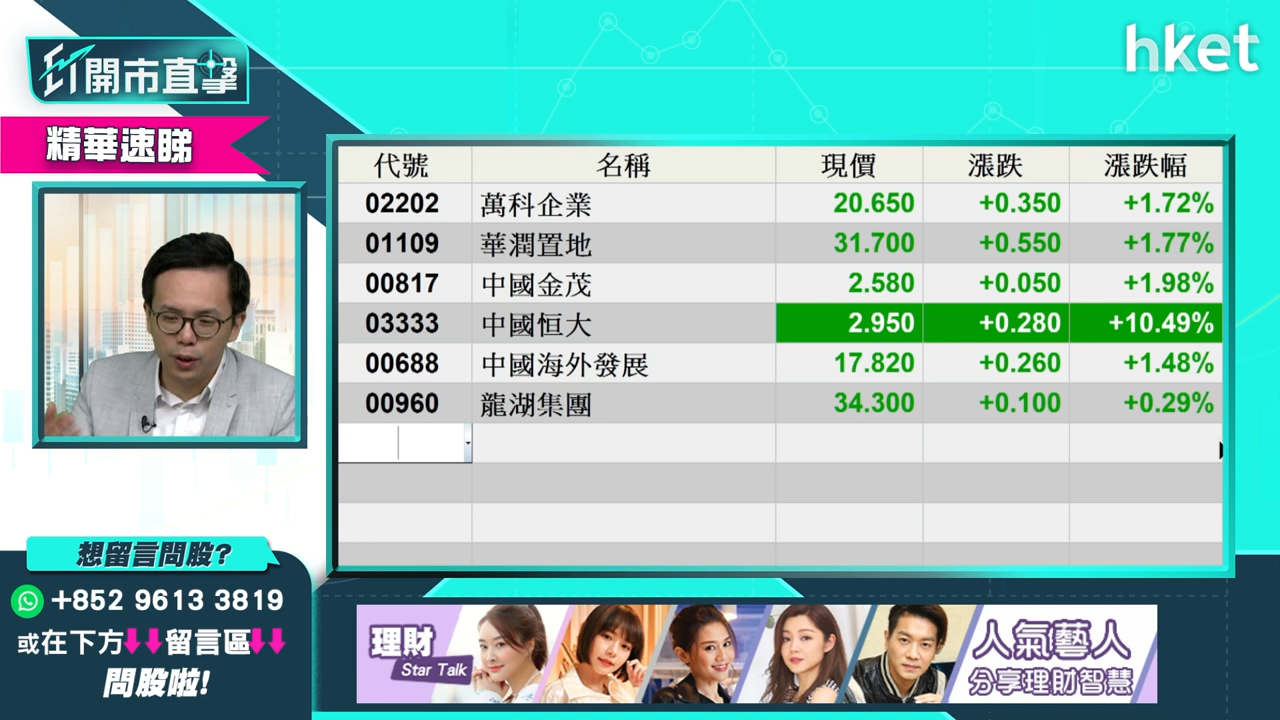 hket
ET開市直擊
精華速睇
代號 名稱 現價 漲跌 漲跌幅
02202 萬科企業 20.650 +0.350 +1.72%
01109 華潤置地 31.700 +0.550 +1.77%
00817 中國金茂 2.580 +0.050 +1.98%
03333 中國恒大 2.950 +0.280 +10.49%
00688 中國海外發展 17.820 +0.260 +1.48%
00960 龍湖集團 34.300 +0.100 +0.29%
想留言問股?
+852 9613 3819
或在下方留言區
問股啦!
理財
Star Talk
人氣藝人
分享理財智慧